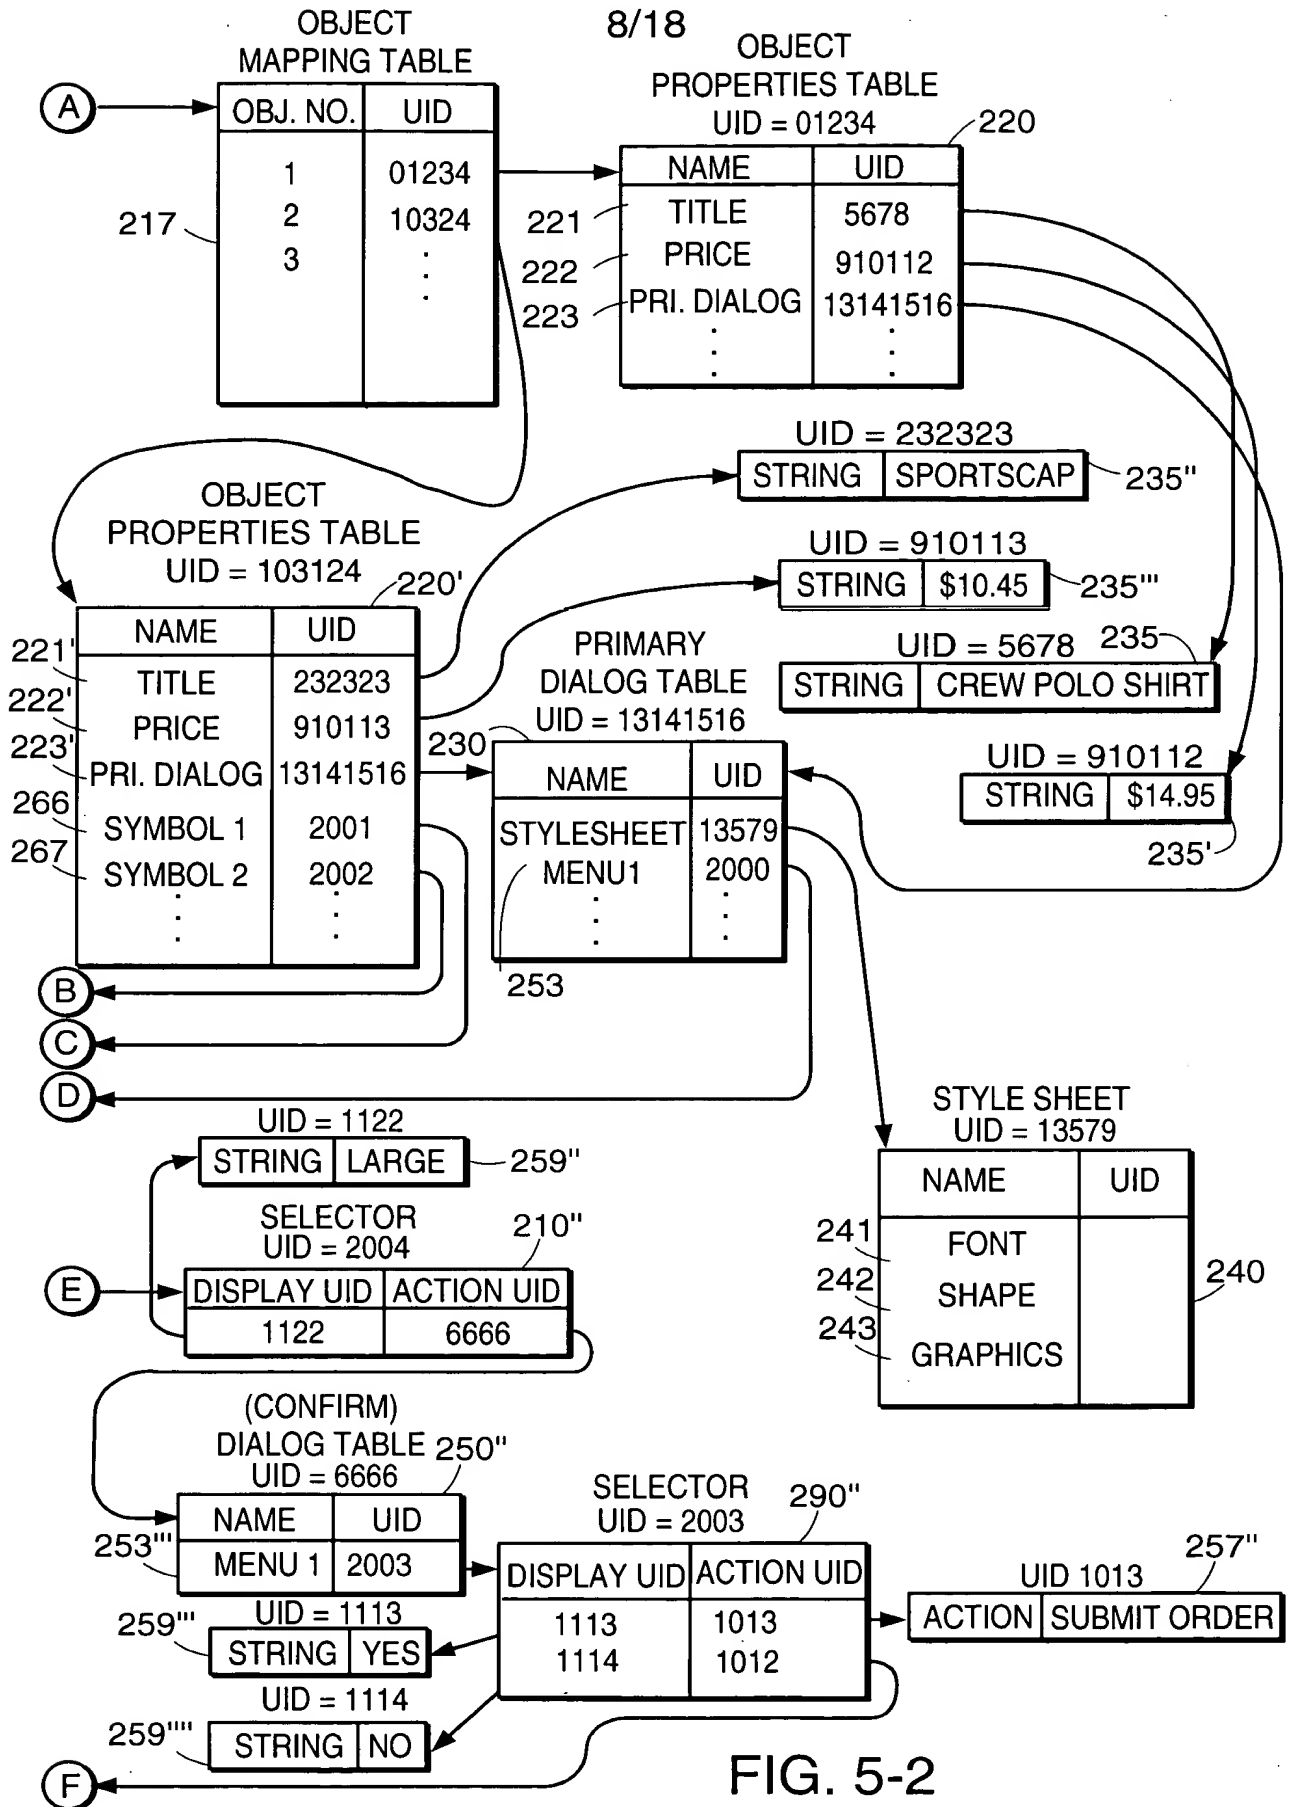 8/18
OBJECT
MAPPING TABLE
A
OBJ. NO. UID
1 01234
2 10324
3
217
OBJECT
PROPERTIES TABLE
UID = 01234
220
NAME UID
221 TITLE 5678
222 PRICE 910112
223 PRI. DIALOG 13141516
UID = 232323
STRING SPORTSCAP 235"
UID = 910113
STRING $10.45 235'''
UID = 5678 235
STRING CREW POLO SHIRT
UID = 910112
STRING $14.95
235'
OBJECT
PROPERTIES TABLE
UID = 103124
220'
NAME UID
221' TITLE 232323
222' PRICE 910113
223' PRI. DIALOG 13141516
266 SYMBOL 1 2001
267 SYMBOL 2 2002
PRIMARY
DIALOG TABLE
UID = 13141516
230
NAME UID
STYLESHEET 13579
MENU1 2000
253
B
C
D
STYLE SHEET
UID = 13579
NAME UID
241 FONT
242 SHAPE
243 GRAPHICS
240
UID = 1122
STRING LARGE 259"
SELECTOR
UID = 2004
210"
E
DISPLAY UID ACTION UID
1122 6666
(CONFIRM)
DIALOG TABLE
UID = 6666
250"
NAME UID
253''' MENU 1 2003
SELECTOR
UID = 2003
290"
DISPLAY UID ACTION UID
1113 1013
1114 1012
257"
UID 1013
ACTION SUBMIT ORDER
UID = 1113
259''' STRING YES
UID = 1114
259'''' STRING NO
F
FIG. 5-2